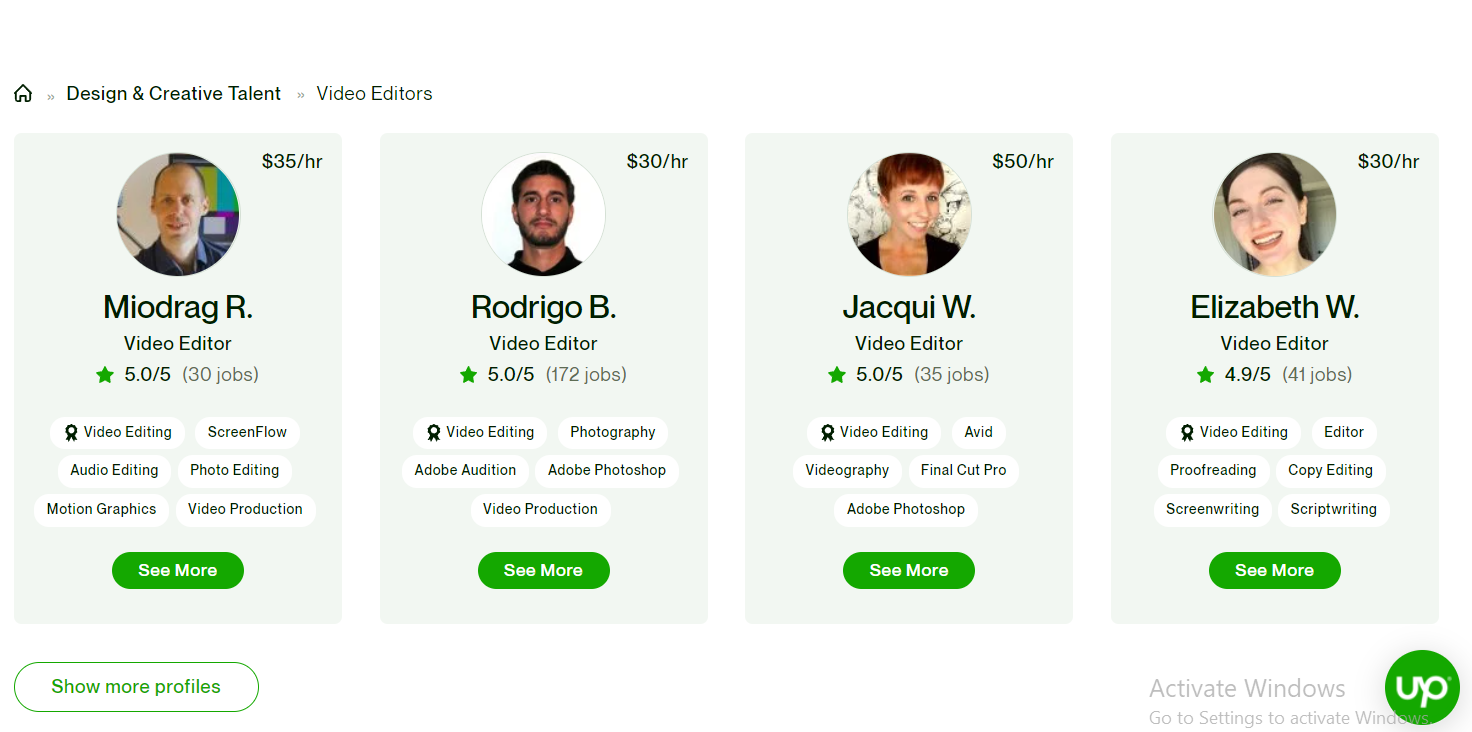 » Design & Creative Talent » Video Editors
$35/hr
Miodrag R.
Video Editor
5.0/5 (30 jobs)
Video Editing ScreenFlow
Audio Editing Photo Editing
Motion Graphics Video Production
See More
$30/hr
Rodrigo B.
Video Editor
5.0/5 (172 jobs)
Video Editing Photography
Adobe Audition Adobe Photoshop
Video Production
See More
$50/hr
Jacqui W.
Video Editor
5.0/5 (35 jobs)
Video Editing Avid
Videography Final Cut Pro
Adobe Photoshop
See More
$30/hr
Elizabeth W.
Video Editor
4.9/5 (41 jobs)
Video Editing Editor
Proofreading Copy Editing
Screenwriting Scriptwriting
See More
Show more profiles
Activate Windows
Go to Settings to activate Windows.
up